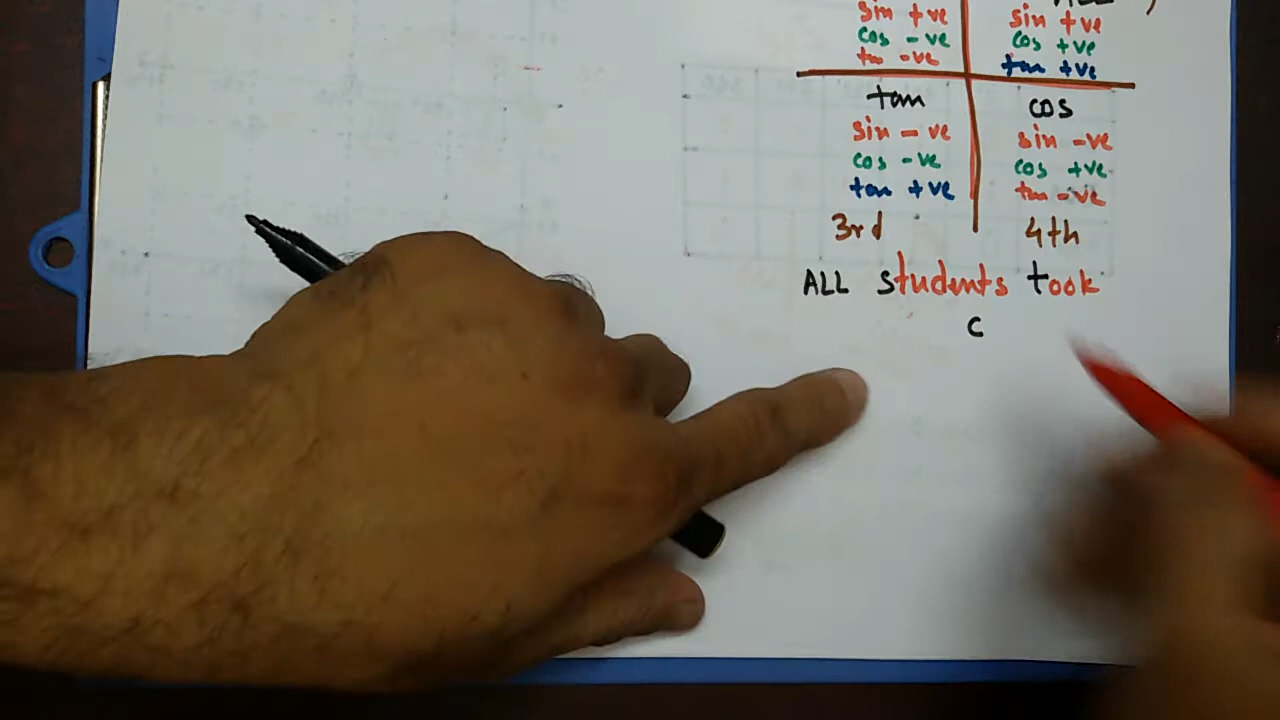 ALL
sin +ve sin +ve
cos -ve cos +ve
tan -ve tan +ve
tan cos
sin - ve sin -ve
cos -ve cos +ve
tan +ve tan -ve
3rd 4th
ALL students took
C